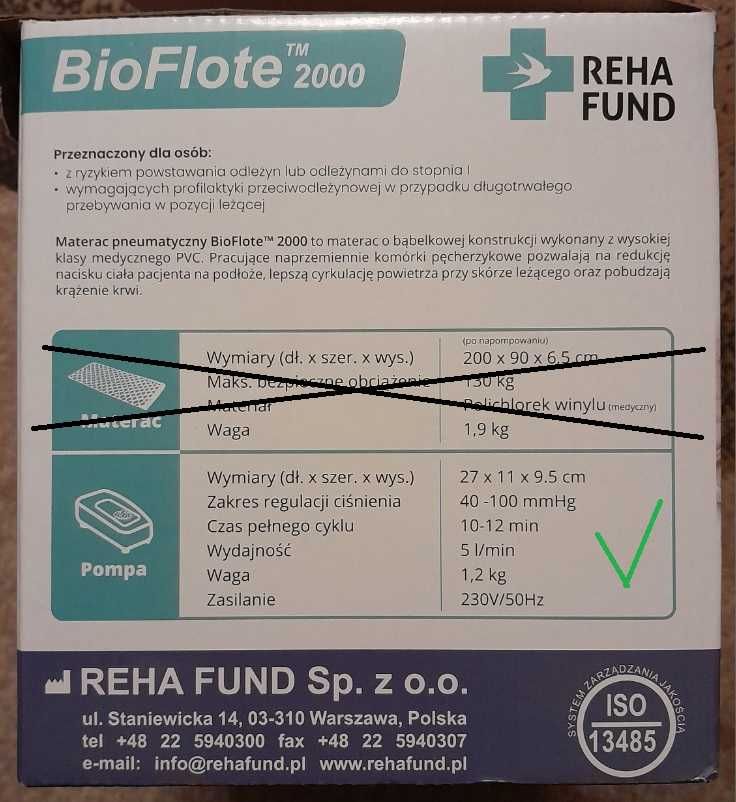 BioFlote™ 2000
REHA
FUND
Przeznaczony dla osób:
• z ryzykiem powstawania odleżyn lub odleżynami do stopnia I
• wymagających profilaktyki przeciwodleżynowej w przypadku długotrwałego
przebywania w pozycji leżącej
Materac pneumatyczny BioFlote™ 2000 to materac o bąbelkowej konstrukcji wykonany z wysokiej
klasy medycznego PVC. Pracujące naprzemiennie komórki pęcherzykowe pozwalają na redukcję
nacisku ciała pacjenta na podłoże, lepszą cyrkulację powietrza przy skórze leżącego oraz pobudzają
krążenie krwi.
Materac
(po napompowaniu)
Wymiary (dł. x szer. x wys.) 200 x 90 x 6,5 cm
Maks. bezpieczne obciążenie 130 kg
Materiał Polichlorek winylu (medyczny)
Waga 1,9 kg
Pompa
Wymiary (dł. x szer. x wys.) 27 x 11 x 9.5 cm
Zakres regulacji ciśnienia 40 -100 mmHg
Czas pełnego cyklu 10-12 min
Wydajność 5 l/min
Waga 1,2 kg
Zasilanie 230V/50Hz
REHA FUND Sp. z o.o.
ul. Staniewicka 14, 03-310 Warszawa, Polska
tel +48 22 5940300 fax +48 22 5940307
e-mail: info@rehafund.pl www.rehafund.pl
SYSTEM ZARZĄDZANIA JAKOŚCIĄ
ISO
13485